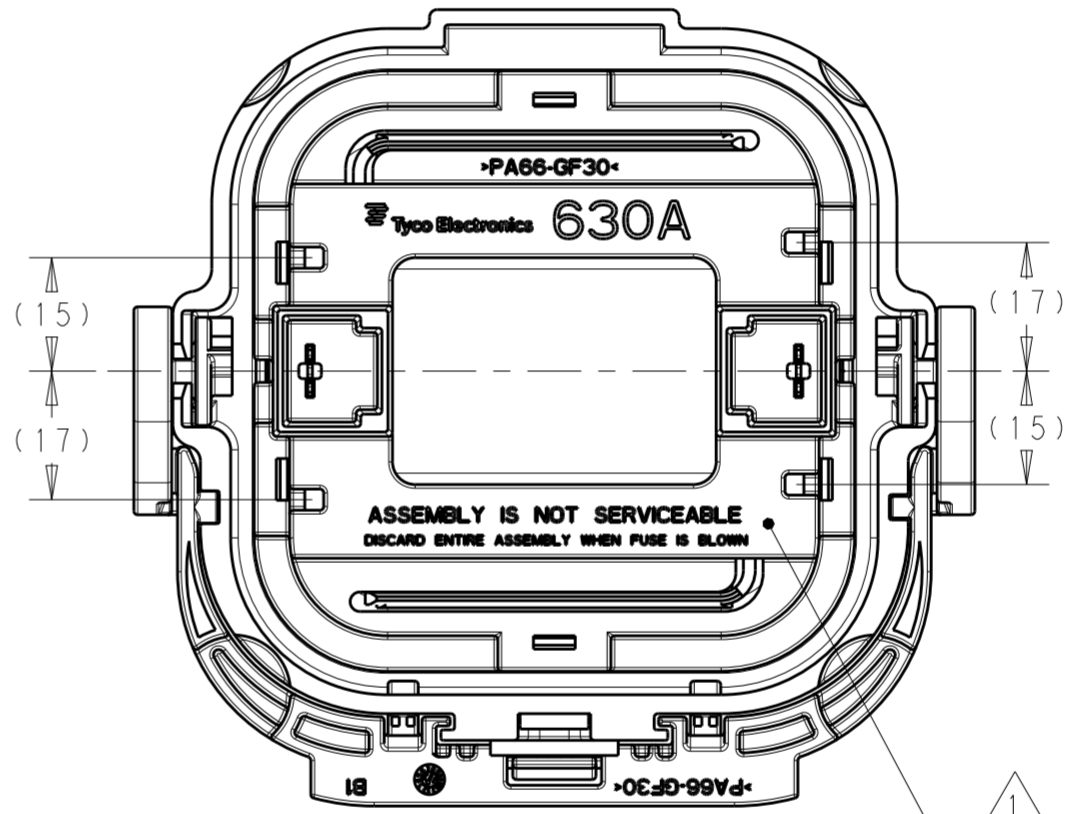 >PA66-GF30<
Tyco Electronics 630A
(15)
(17)
(17)
(15)
ASSEMBLY IS NOT SERVICEABLE
DISCARD ENTIRE ASSEMBLY WHEN FUSE IS BLOWN
B1
>PA66-GF30<
1